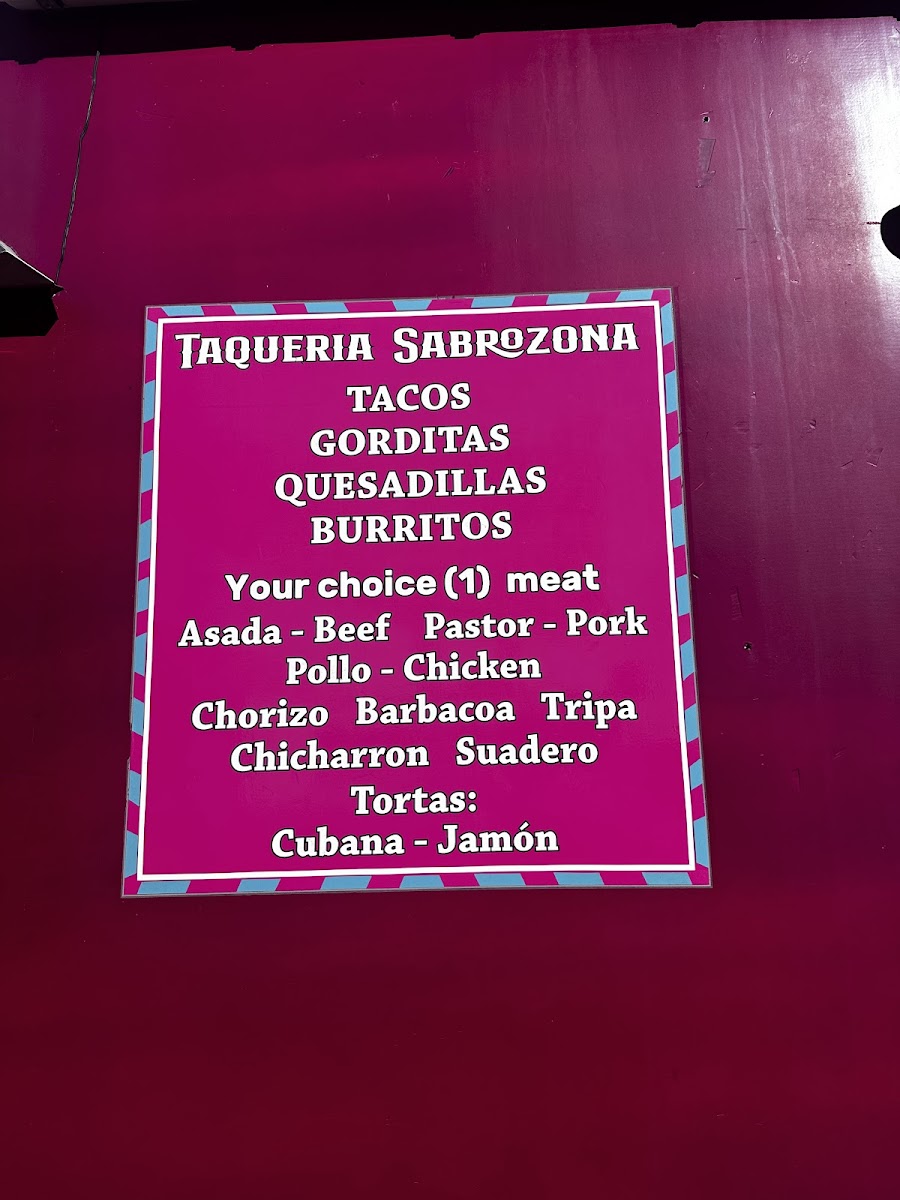 TAQUERIA SABROZONA
TACOS
GORDITAS
QUESADILLAS
BURRITOS
Your choice (1) meat
Asada - Beef Pastor - Pork
Pollo - Chicken
Chorizo Barbacoa Tripa
Chicharron Suadero
Tortas:
Cubana - Jamón